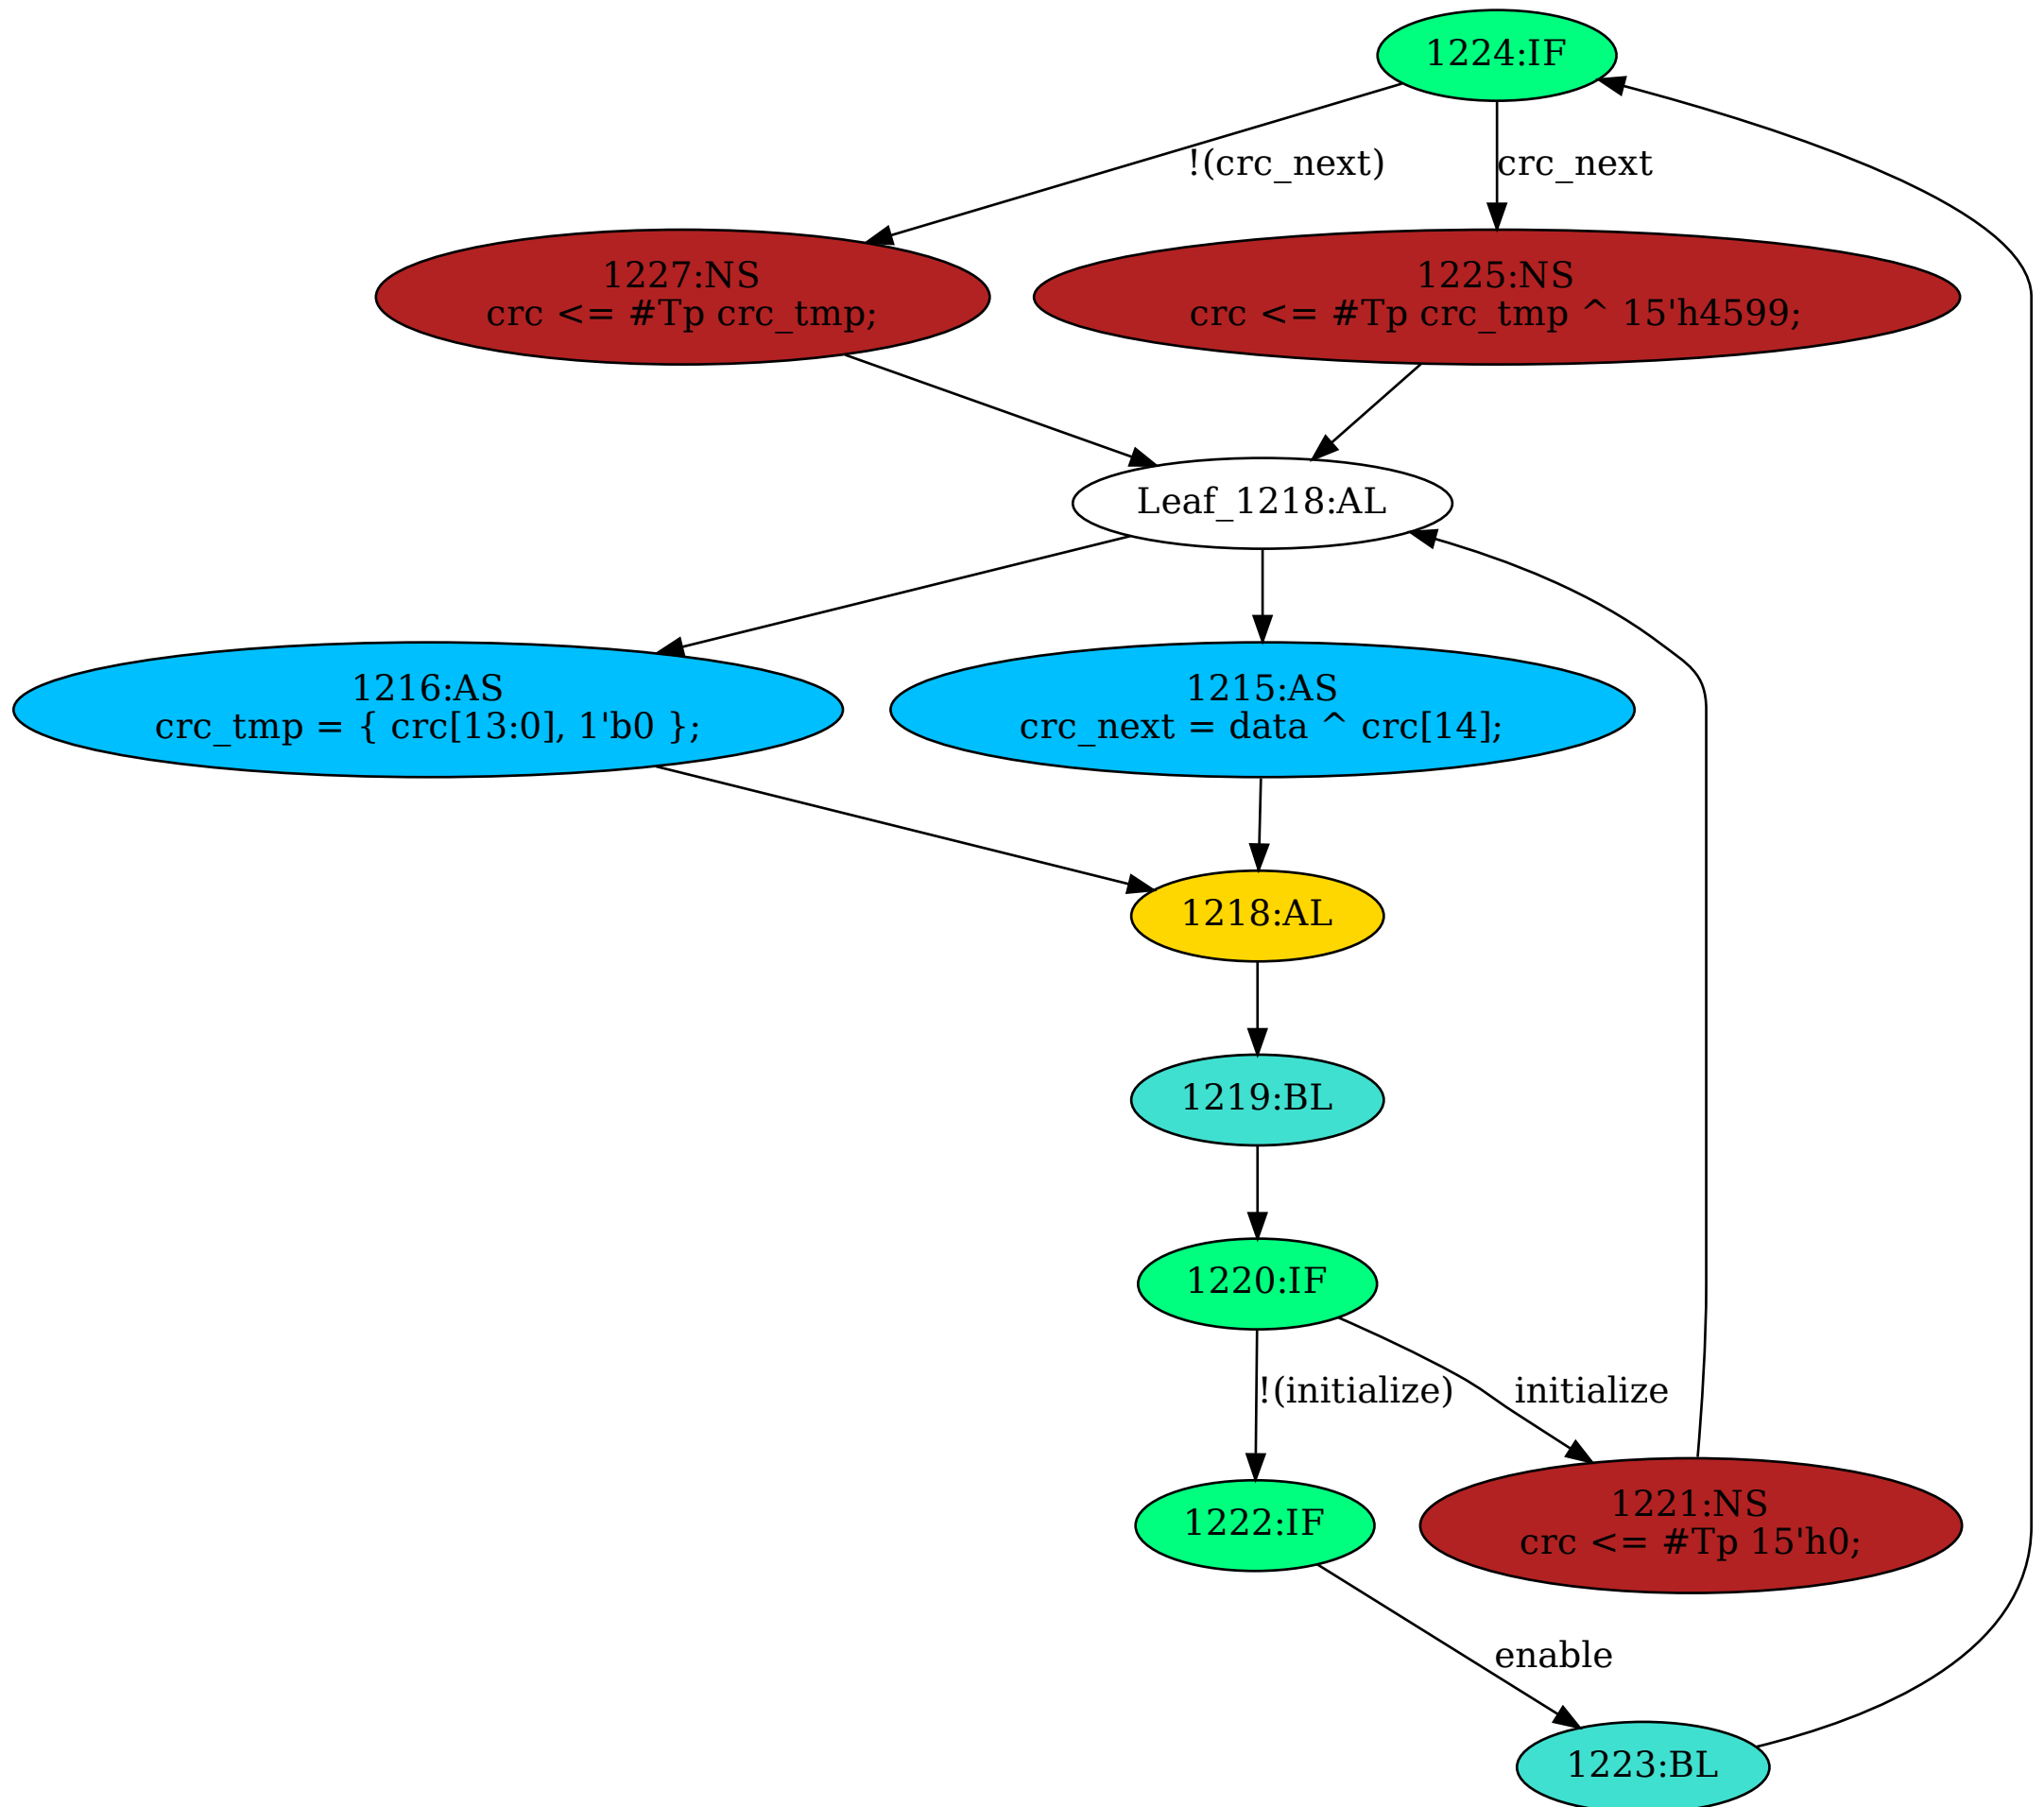 1224:IF
!(crc_next)
crc_next
1227:NS
crc <= #Tp crc_tmp;
1225:NS
crc <= #Tp crc_tmp ^ 15'h4599;
Leaf_1218:AL
1216:AS
crc_tmp = { crc[13:0], 1'b0 };
1215:AS
crc_next = data ^ crc[14];
1218:AL
1219:BL
1220:IF
!(initialize)
initialize
1222:IF
1221:NS
crc <= #Tp 15'h0;
enable
1223:BL